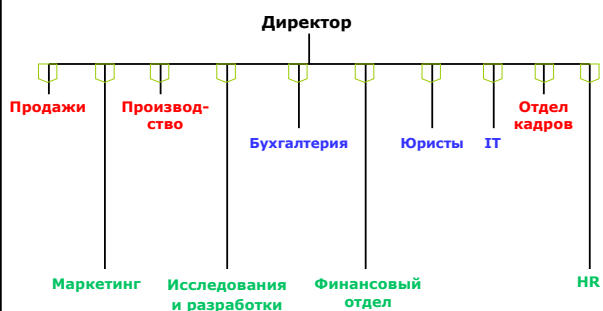 Директор
Продажи
Производ-
ство
Отдел
кадров
Бухгалтерия
Юристы
IT
Маркетинг
Исследования
и разработки
Финансовый
отдел
HR